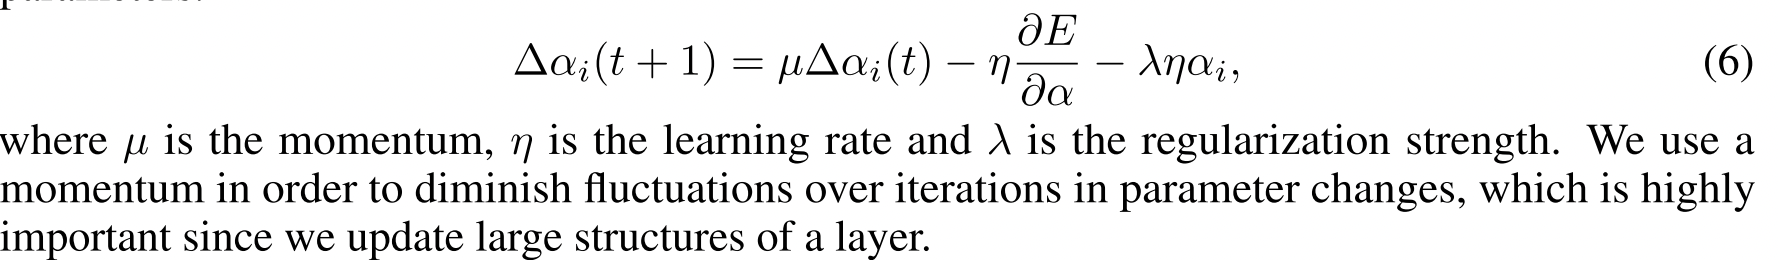 Δα_i(t + 1) = μΔα_i(t) − η ∂E/∂α − ληα_i, (6)
where μ is the momentum, η is the learning rate and λ is the regularization strength. We use a
momentum in order to diminish fluctuations over iterations in parameter changes, which is highly
important since we update large structures of a layer.